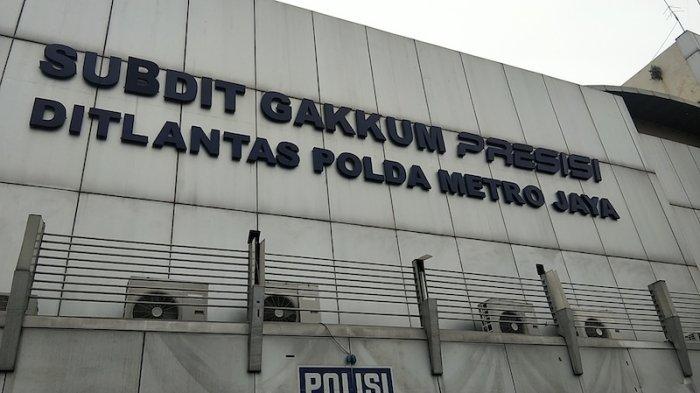 SUBDIT GAKKUM PRESISI
DITLANTAS POLDA METRO JAYA
POLISI